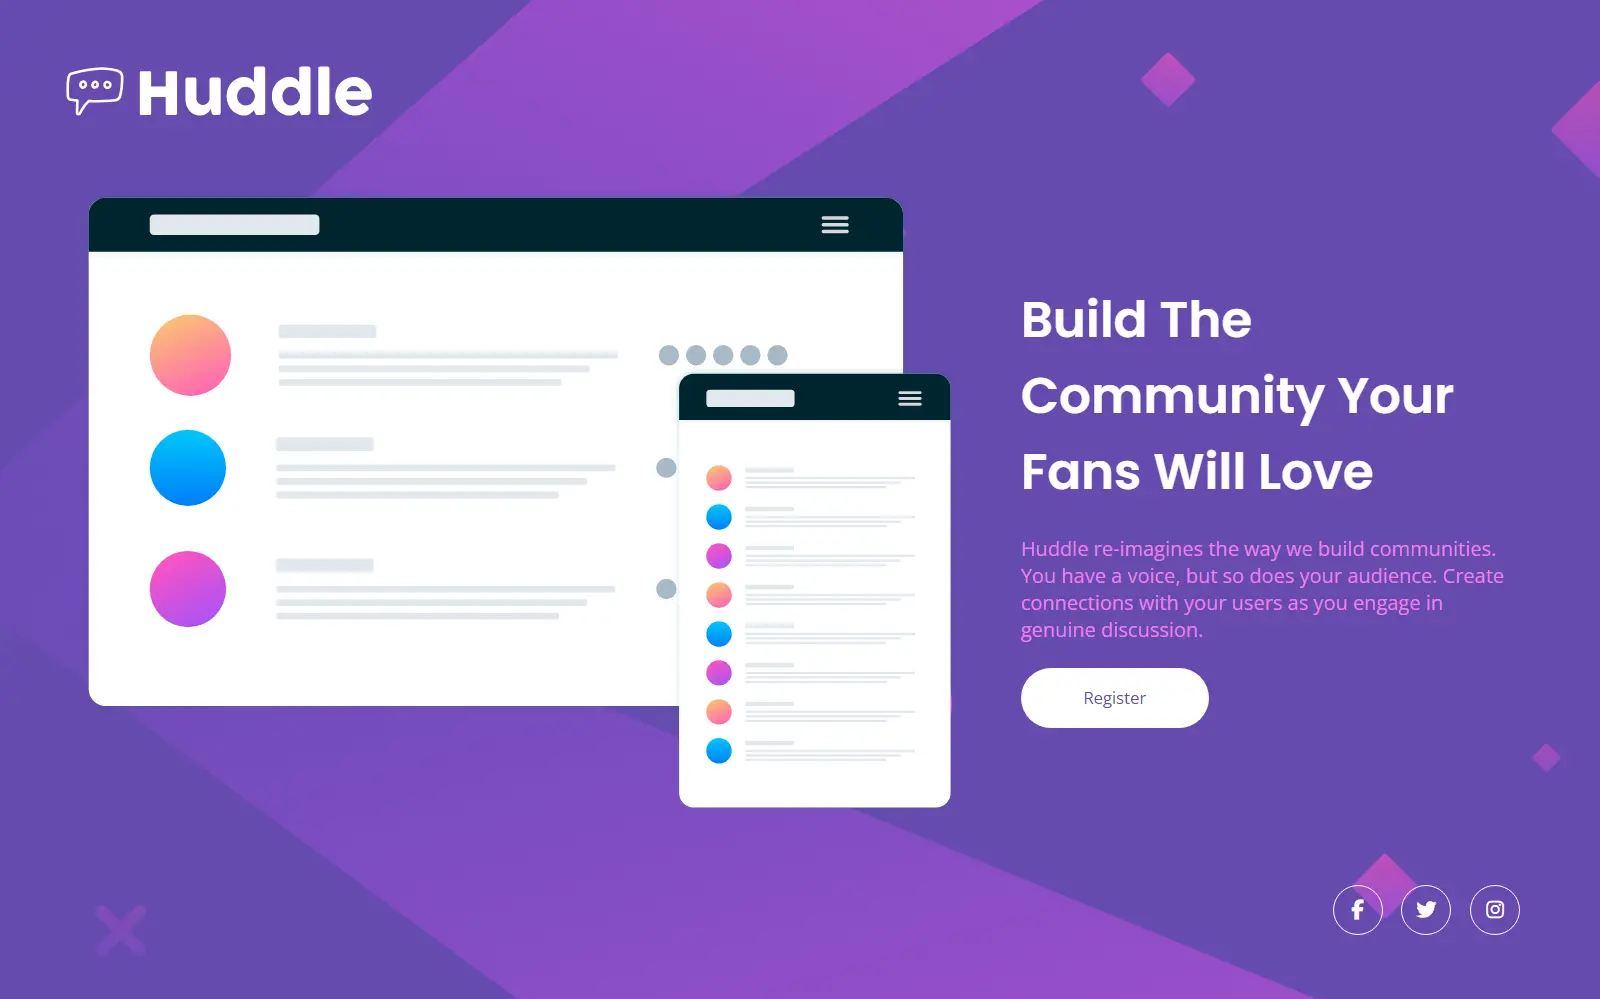 Huddle
Build The
Community Your
Fans Will Love
Huddle re-imagines the way we build communities.
You have a voice, but so does your audience. Create
connections with your users as you engage in
genuine discussion.
Register